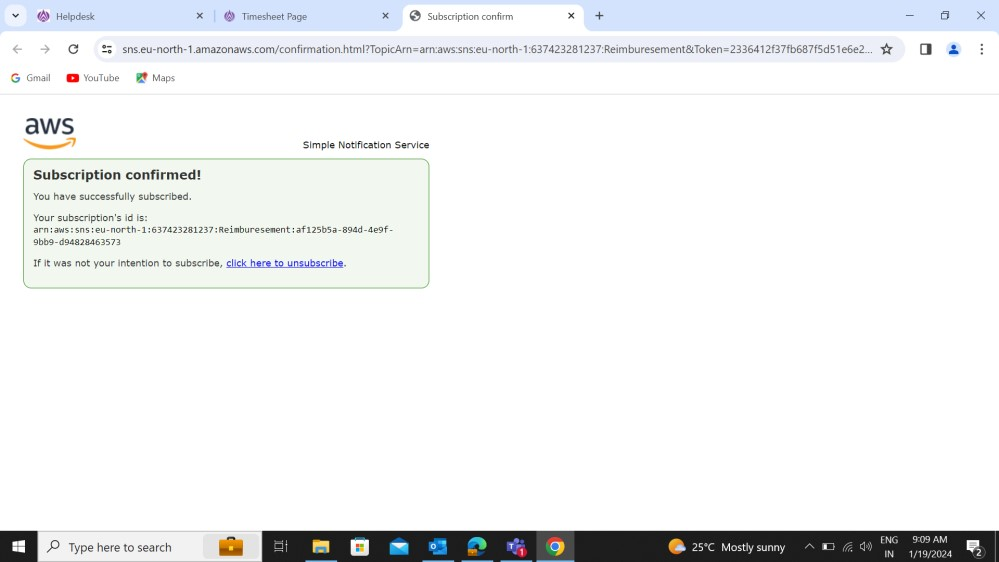 Helpdesk
Timesheet Page
Subscription confirm
sns.eu-north-1.amazonaws.com/confirmation.html?TopicArn=arn:aws:sns:eu-north-1:637423281237:Reimburesement&Token=2336412f37fb687f5d51e6e2...
Gmail
YouTube
Maps
aws
Simple Notification Service
Subscription confirmed!
You have successfully subscribed.
Your subscription's id is:
arn:aws:sns:eu-north-1:637423281237:Reimburesement:af125b5a-894d-4e9f-
9bb9-d94828463573
If it was not your intention to subscribe, click here to unsubscribe.
Type here to search
1
25°C Mostly sunny
ENG
IN
9:09 AM
1/19/2024
2